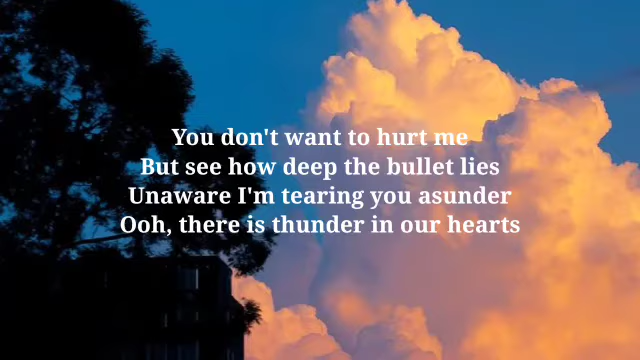 You don't want to hurt me
But see how deep the bullet lies
Unaware I'm tearing you asunder
Ooh, there is thunder in our hearts